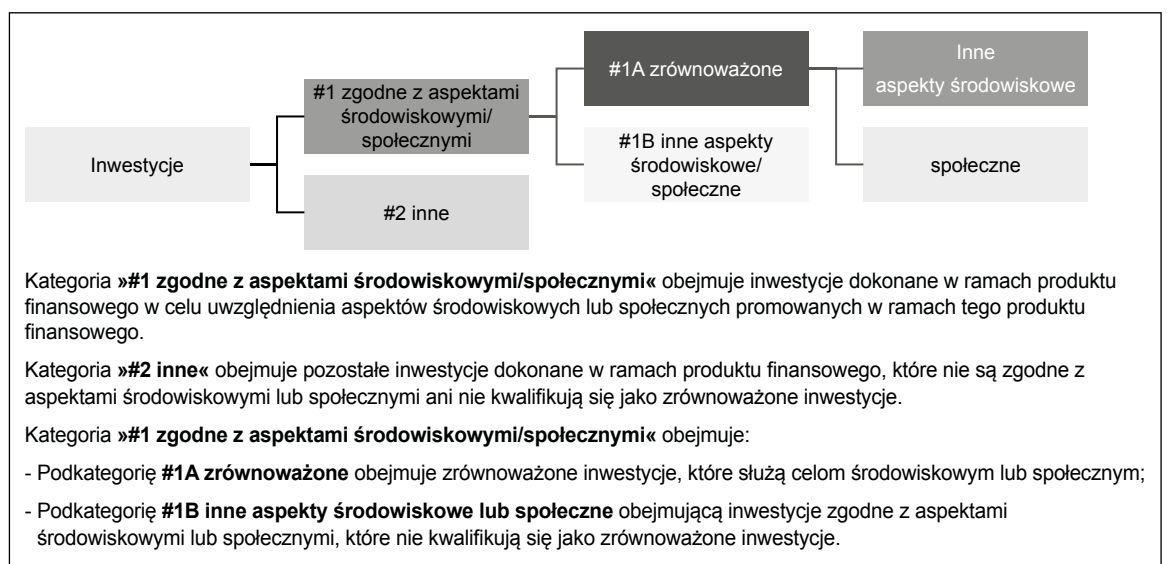 Inwestycje
#1 zgodne z aspektami
środowiskowymi/
społecznymi
#2 inne
#1A zrównoważone
#1B inne aspekty
środowiskowe/
społeczne
Inne
aspekty środowiskowe
społeczne
Kategoria »#1 zgodne z aspektami środowiskowymi/społecznymi« obejmuje inwestycje dokonane w ramach produktu
finansowego w celu uwzględnienia aspektów środowiskowych lub społecznych promowanych w ramach tego produktu
finansowego.
Kategoria »#2 inne« obejmuje pozostałe inwestycje dokonane w ramach produktu finansowego, które nie są zgodne z
aspektami środowiskowymi lub społecznymi ani nie kwalifikują się jako zrównoważone inwestycje.
Kategoria »#1 zgodne z aspektami środowiskowymi/społecznymi« obejmuje:
- Podkategorię #1A zrównoważone obejmuje zrównoważone inwestycje, które służą celom środowiskowym lub społecznym;
- Podkategorię #1B inne aspekty środowiskowe lub społeczne obejmującą inwestycje zgodne z aspektami
środowiskowymi lub społecznymi, które nie kwalifikują się jako zrównoważone inwestycje.